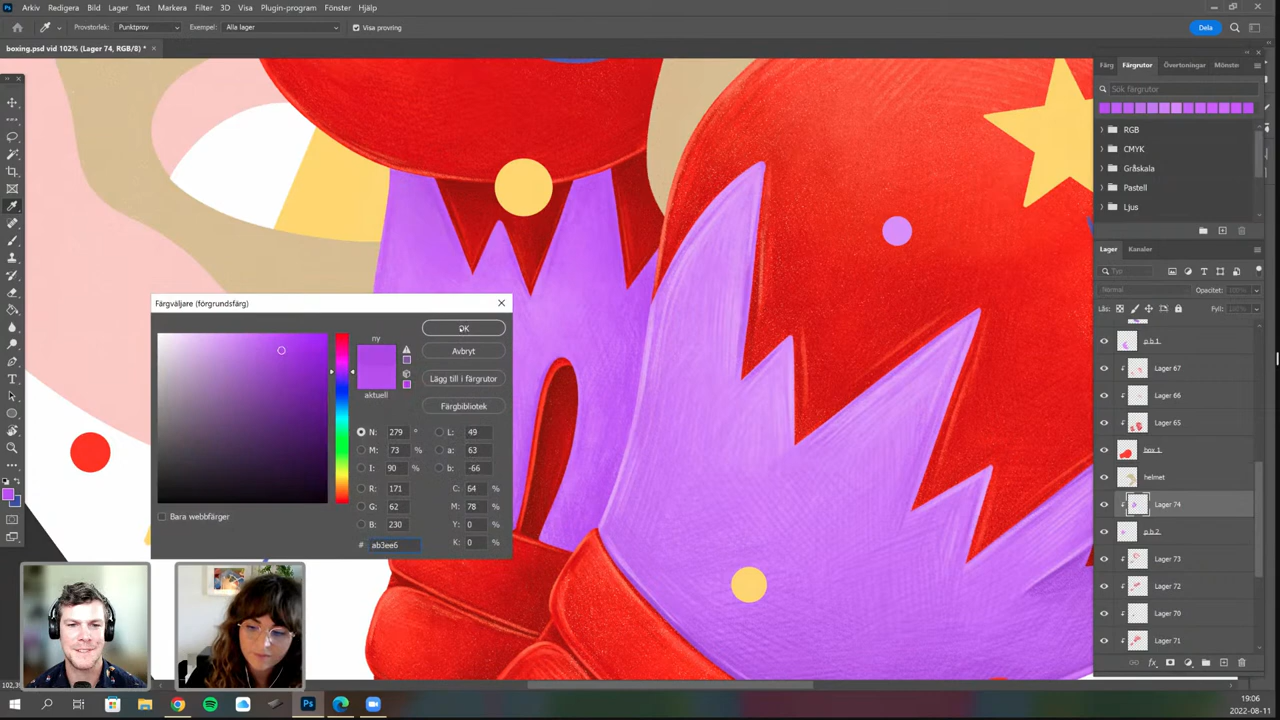 Arkiv Redigera Bild Lager Text Markera Filter 3D Visa Plugin-program Fönster Hjälp
Provstorlek: Punktprov Exempel: Alla lager Visa provring Dela
boxing.psd vid 102% (Lager 74, RGB/8) *
Färg Färgrutor Övertoningar Mönste
Sök färgrutor
RGB
CMYK
Gråskala
Pastell
Ljus
Lager Kanaler
Typ
Normal Opacitet: 100%
Lås: Fyll: 100%
p b 1
Lager 67
Lager 66
Lager 65
box 1
helmet
Lager 74
p b 2
Lager 73
Lager 72
Lager 70
Lager 71
Färgväljare (förgrundsfärg)
ny
aktuell
OK
Avbryt
Lägg till i färgrutor
Färgbibliotek
N: 279 ° L: 49
M: 73 % a: 63
I: 90 % b: -66
R: 171 C: 64 %
G: 62 M: 78 %
B: 230 Y: 0 %
# ab3ee6 K: 0 %
Bara webbfärger
19:06
2022-08-11